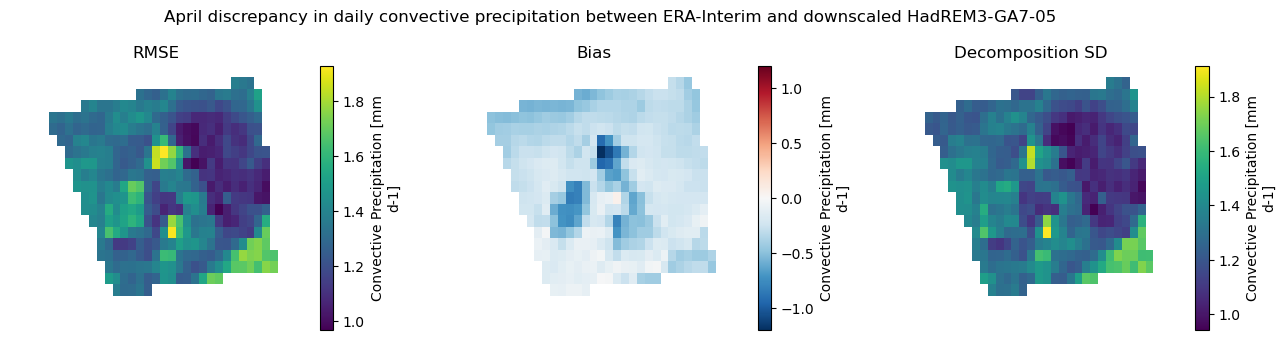 April discrepancy in daily convective precipitation between ERA-Interim and downscaled HadREM3-GA7-05
RMSE
1.8
1.6
1.4
1.2
1.0
Convective Precipitation [mm
d-1]
Bias
1.0
0.5
0.0
−0.5
−1.0
Convective Precipitation [mm
d-1]
Decomposition SD
1.8
1.6
1.4
1.2
1.0
Convective Precipitation [mm
d-1]